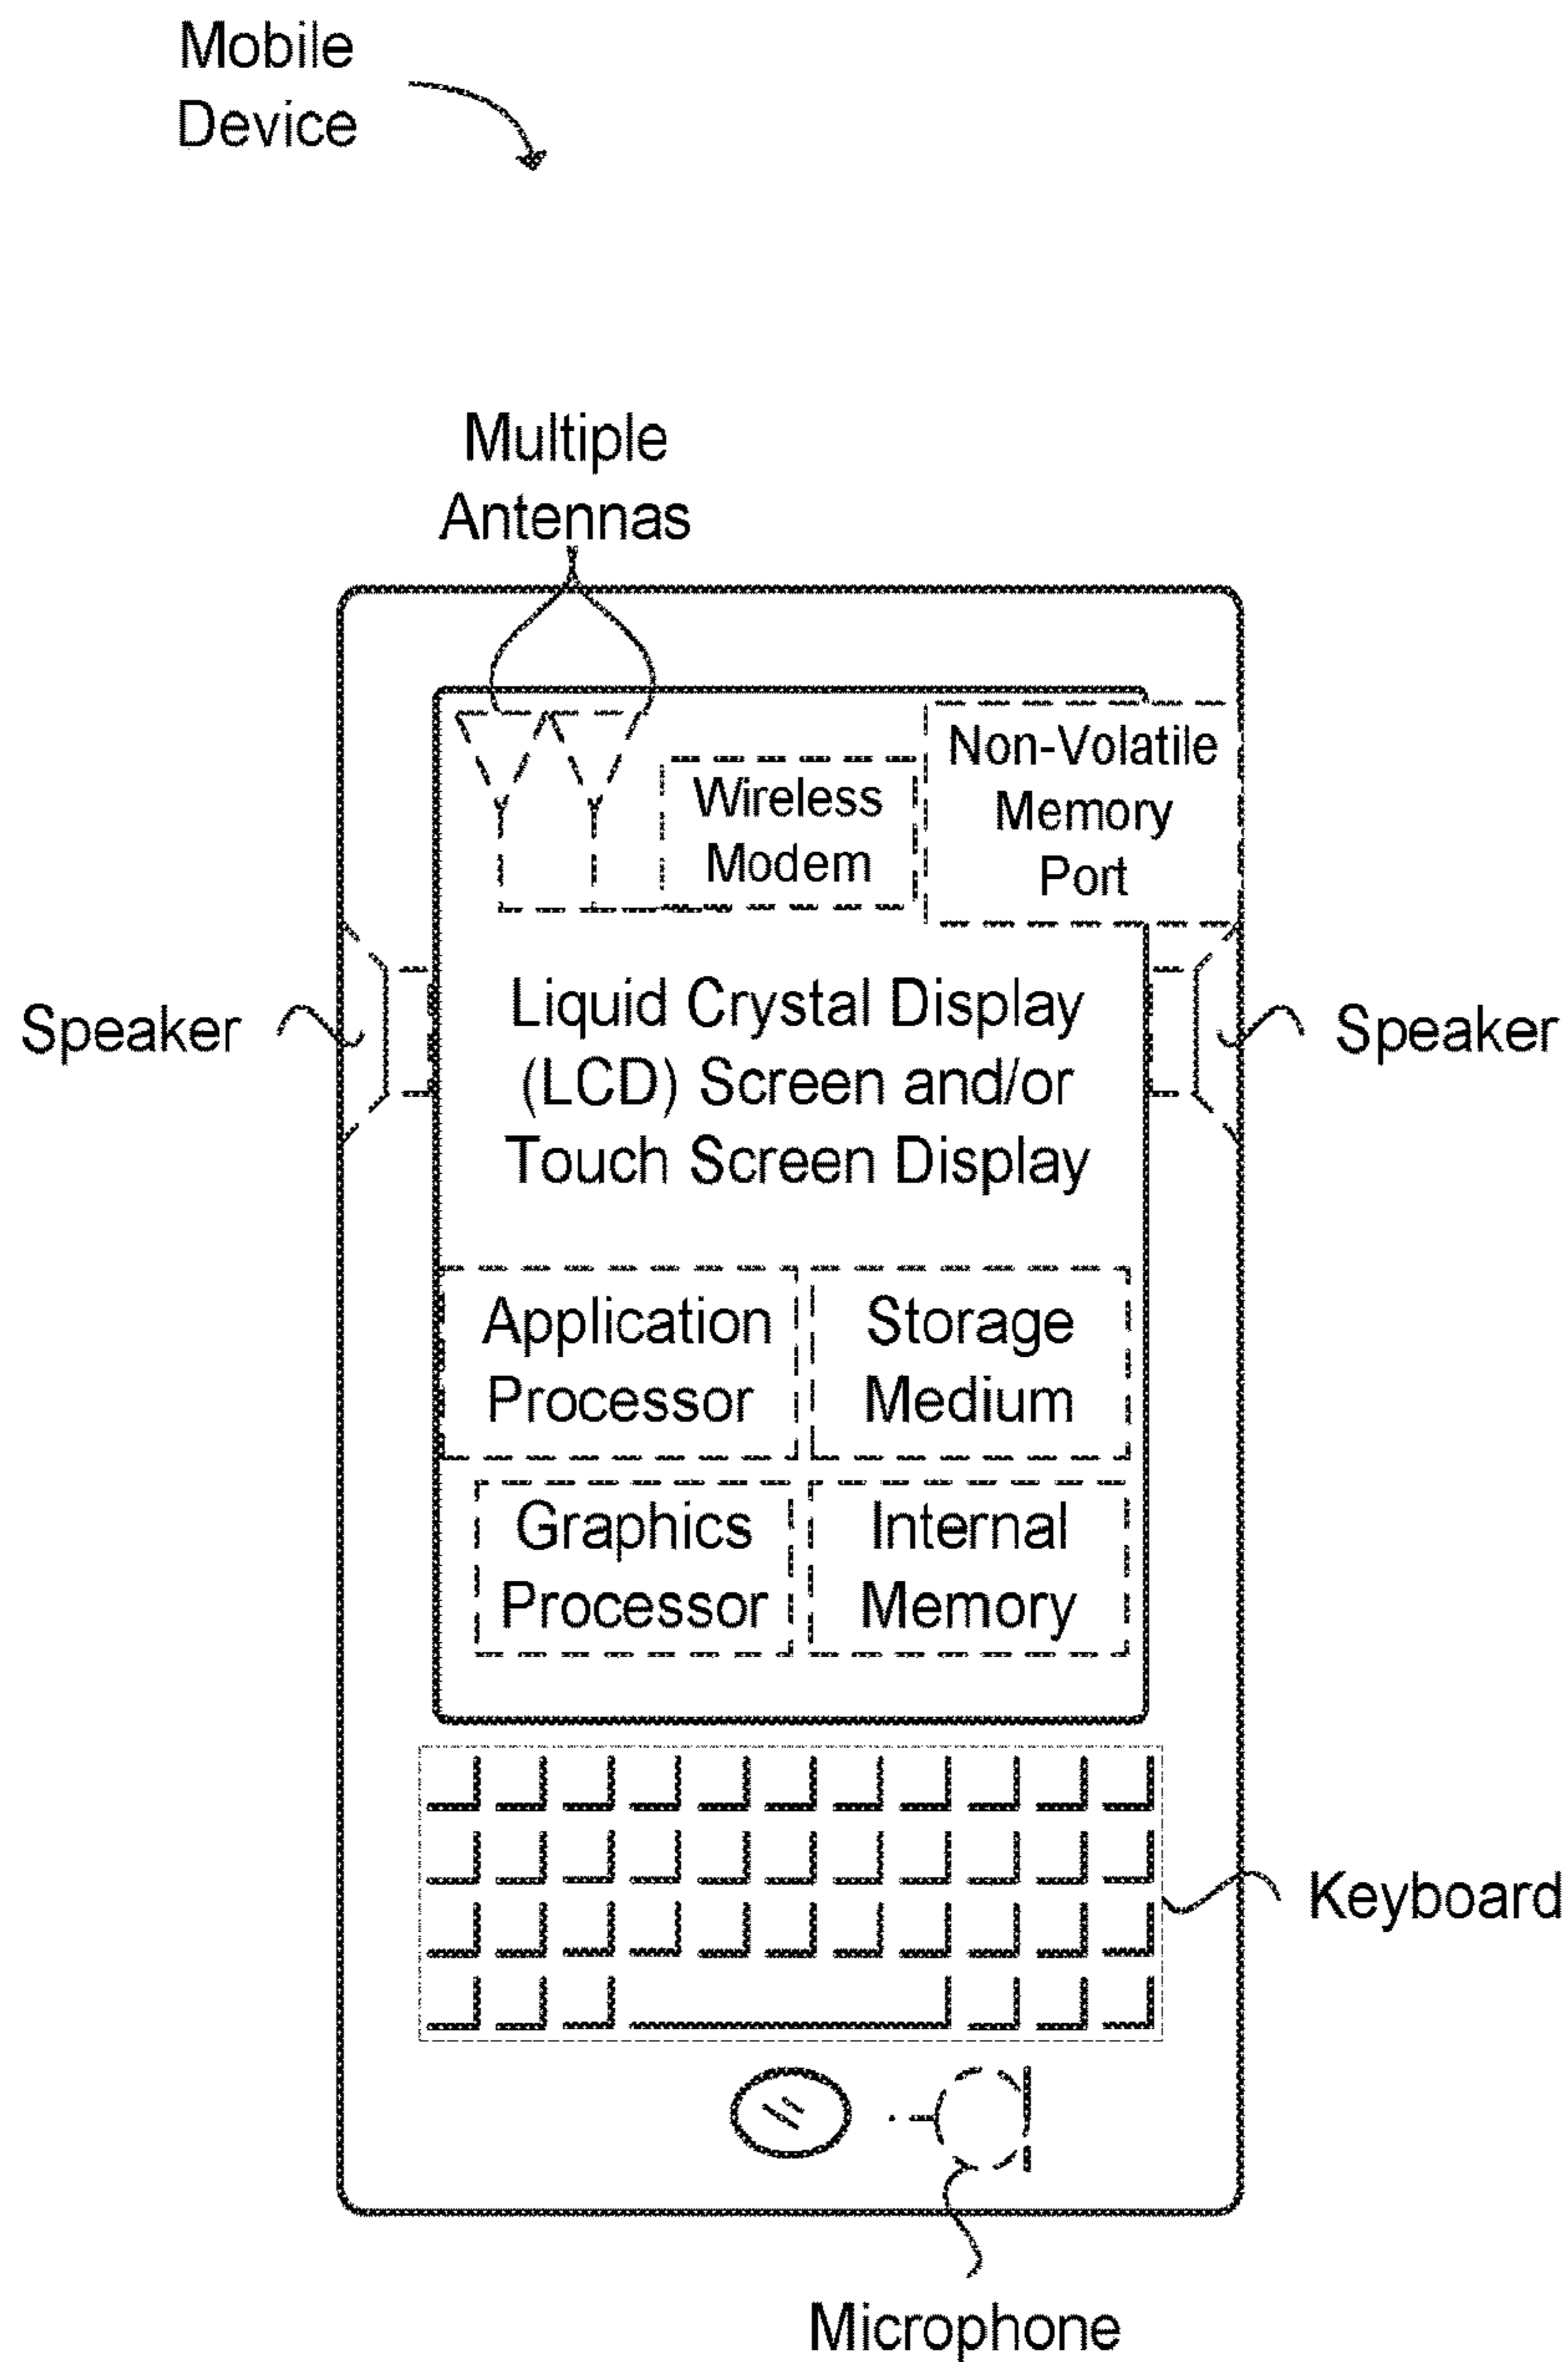 Mobile
Device
Multiple
Antennas
Wireless
Modem
Non-Volatile
Memory
Port
Speaker
Liquid Crystal Display
(LCD) Screen and/or
Touch Screen Display
Speaker
Application
Processor
Storage
Medium
Graphics
Processor
Internal
Memory
Keyboard
Microphone